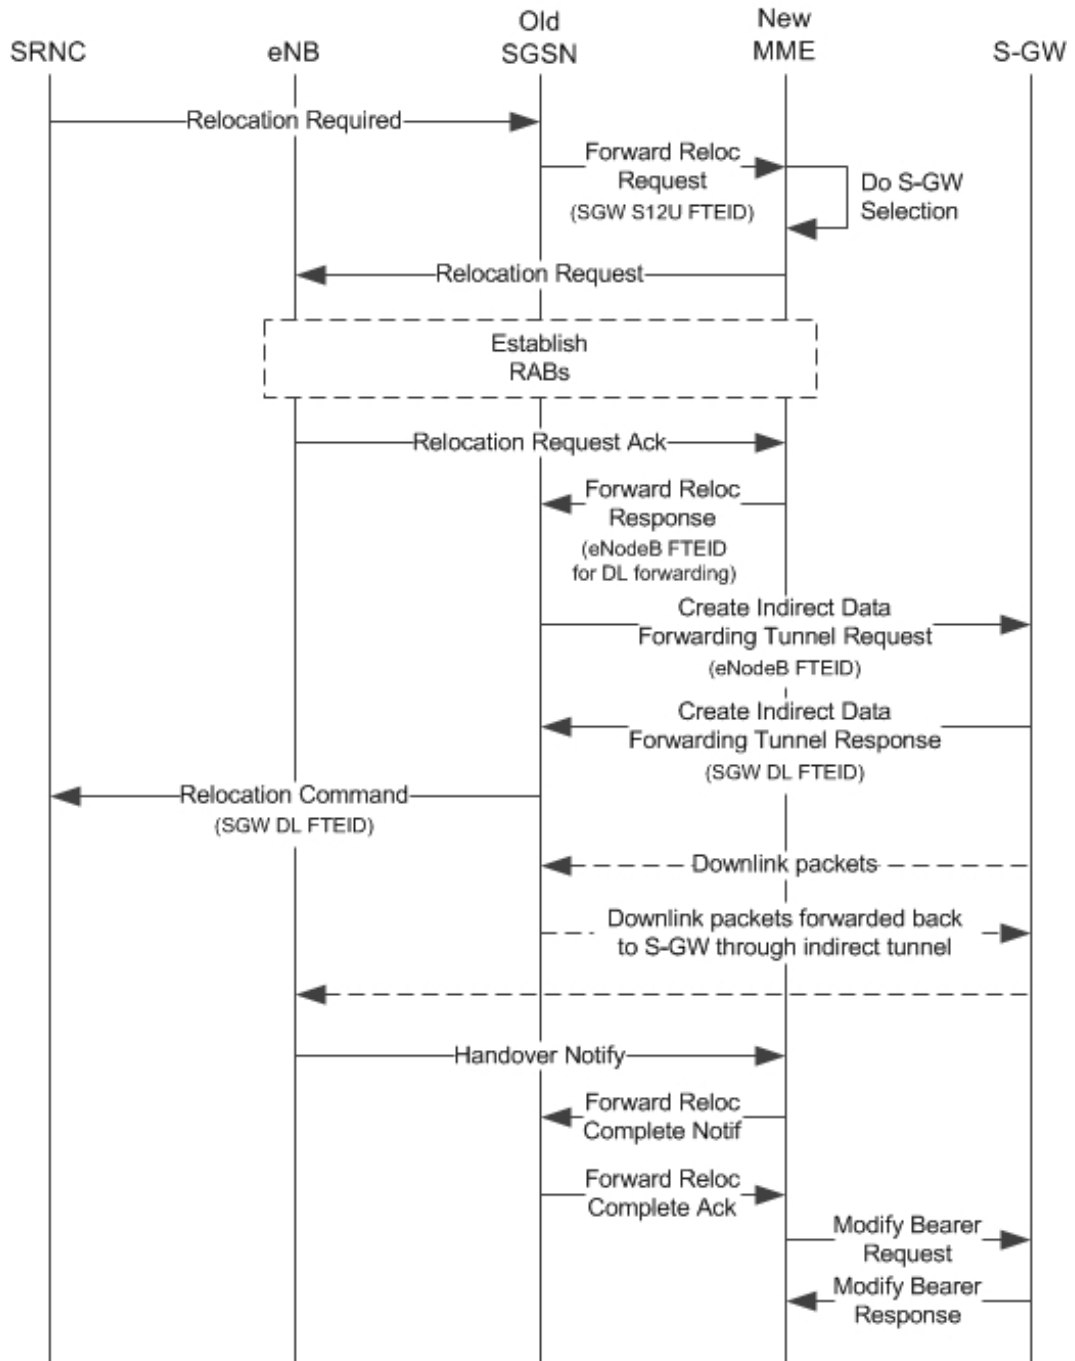 SRNC
eNB
Old
SGSN
New
MME
S-GW
Relocation Required
Forward Reloc
Request
(SGW S12U FTEID)
Do S-GW
Selection
Relocation Request
Establish
RABs
Relocation Request Ack
Forward Reloc
Response
(eNodeB FTEID
for DL forwarding)
Create Indirect Data
Forwarding Tunnel Request
(eNodeB FTEID)
Create Indirect Data
Forwarding Tunnel Response
(SGW DL FTEID)
Relocation Command
(SGW DL FTEID)
Downlink packets
Downlink packets forwarded back
to S-GW through indirect tunnel
Handover Notify
Forward Reloc
Complete Notif
Forward Reloc
Complete Ack
Modify Bearer
Request
Modify Bearer
Response